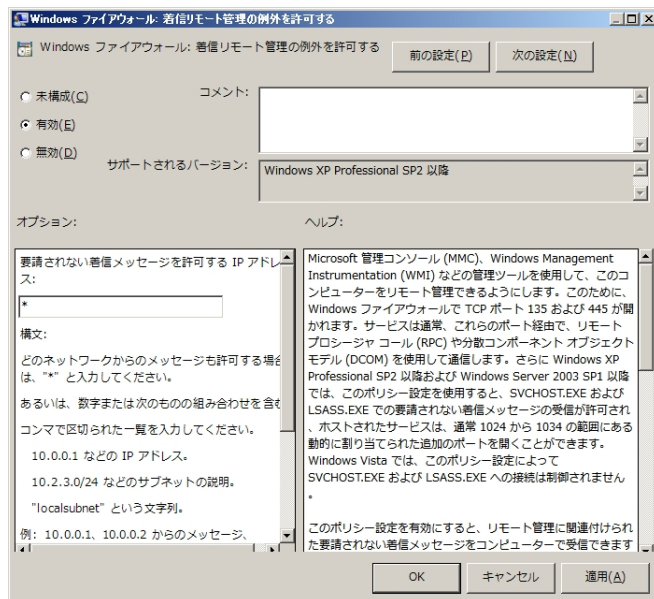 Windows ファイアウォール: 着信リモート管理の例外を許可する
Windows ファイアウォール: 着信リモート管理の例外を許可する
前の設定(P)
次の設定(N)
未構成(C)
有効(E)
無効(D)
コメント:
サポートされるバージョン:
Windows XP Professional SP2 以降
オプション:
ヘルプ:
要請されない着信メッセージを許可する IP アドレ
ス:
*
構文:
どのネットワークからのメッセージも許可する場合
は、"*" と入力してください。
あるいは、数字または次のものの組み合わせを含む
コンマで区切られた一覧を入力してください。
10.0.0.1 などの IP アドレス。
10.2.3.0/24 などのサブネットの説明。
"localsubnet" という文字列。
例: 10.0.0.1、10.0.0.2 からのメッセージ、
Microsoft 管理コンソール (MMC)、Windows Management
Instrumentation (WMI) などの管理ツールを使用して、このコ
ンピューターをリモート管理できるようにします。このために、
Windows ファイアウォールで TCP ポート 135 および 445 が開
かれます。サービスは通常、これらのポート経由で、リモート
プロシージャ コール (RPC) や分散コンポーネント オブジェクト
モデル (DCOM) を使用して通信します。さらに Windows XP
Professional SP2 以降および Windows Server 2003 SP1 以降
では、このポリシー設定を使用すると、SVCHOST.EXE および
LSASS.EXE での要請されない着信メッセージの受信が許可され
、ホストされたサービスは、通常 1024 から 1034 の範囲にある
動的に割り当てられた追加のポートを開くことができます。
Windows Vista では、このポリシー設定によって
SVCHOST.EXE および LSASS.EXE への接続は制御されません
。
このポリシー設定を有効にすると、リモート管理に関連付けられ
た要請されない着信メッセージをコンピューターで受信できます
OK
キャンセル
適用(A)